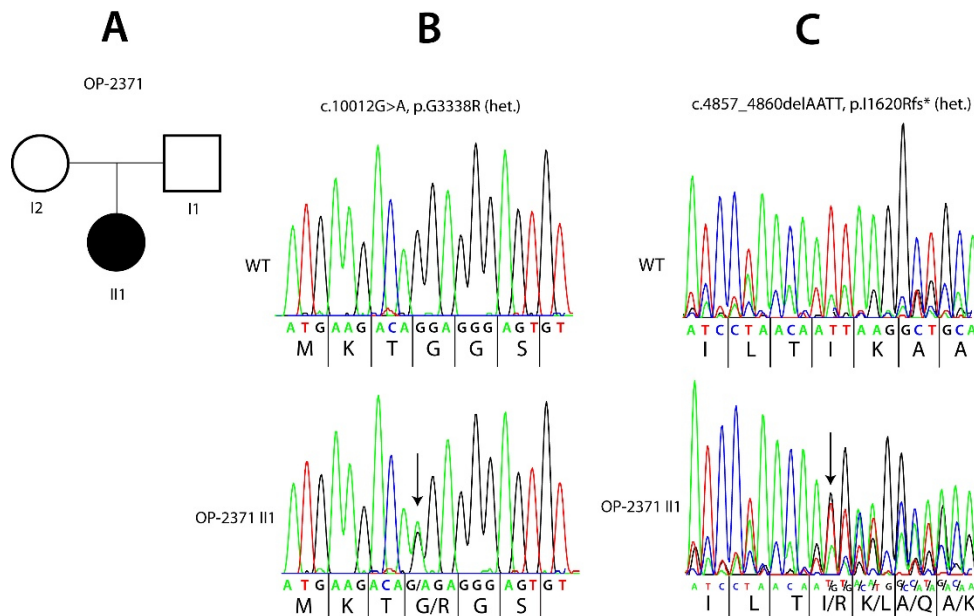 A
B
C
OP-2371
I2
I1
II1
c.10012G>A, p.G3338R (het.)
WT
A T G A A G A C A G G A G G G A G T G T
M K T G G S
OP-2371 II1
A T G A A G A C A G/A G A G G G A G T G T
M K T G/R G S
c.4857_4860delAATT, p.I1620Rfs* (het.)
WT
A T C C T A A C A A T T A A G G C T G C A
I L T I K A A
OP-2371 II1
I L T I/R K/L A/Q A/K